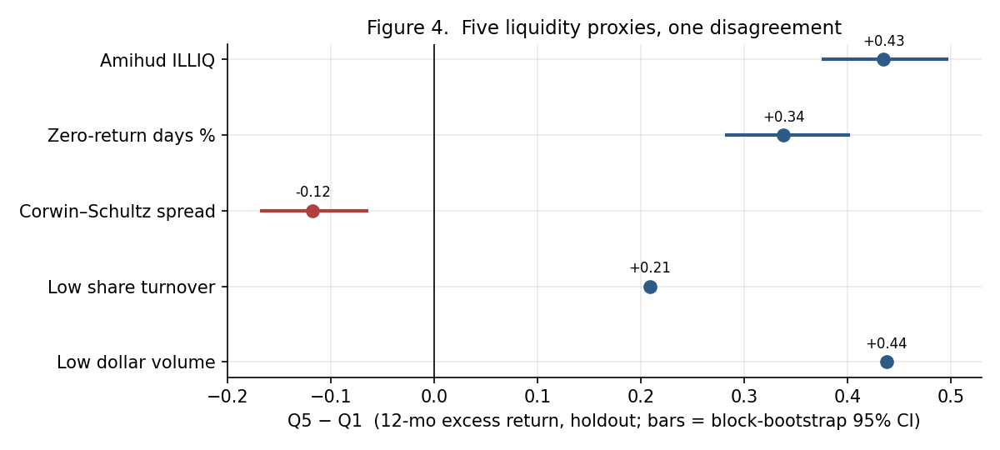 Figure 4.  Five liquidity proxies, one disagreement
Amihud ILLIQ
+0.43
Zero-return days %
+0.34
Corwin–Schultz spread
-0.12
Low share turnover
+0.21
Low dollar volume
+0.44
−0.2 −0.1 0.0 0.1 0.2 0.3 0.4 0.5
Q5 − Q1  (12-mo excess return, holdout; bars = block-bootstrap 95% CI)